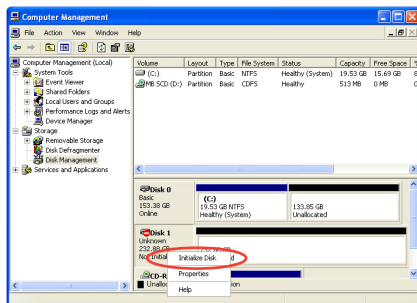 Computer Management
File Action View Window Help
Computer Management (Local)
System Tools
Event Viewer
Shared Folders
Local Users and Groups
Performance Logs and Alerts
Device Manager
Storage
Removable Storage
Disk Defragmenter
Disk Management
Services and Applications
Volume Layout Type File System Status Capacity Free Space
(C:) Partition Basic NTFS Healthy (System) 19.53 GB 15.69 GB
MB SCD (D:) Partition Basic CDFS Healthy 513 MB 0 MB
Disk 0
Basic
153.38 GB
Online
(C:)
19.53 GB NTFS
Healthy (System)
133.85 GB
Unallocated
Disk 1
Unknown
232.88 GB
Initialize Disk
Properties
Help
CD-R
Unallo